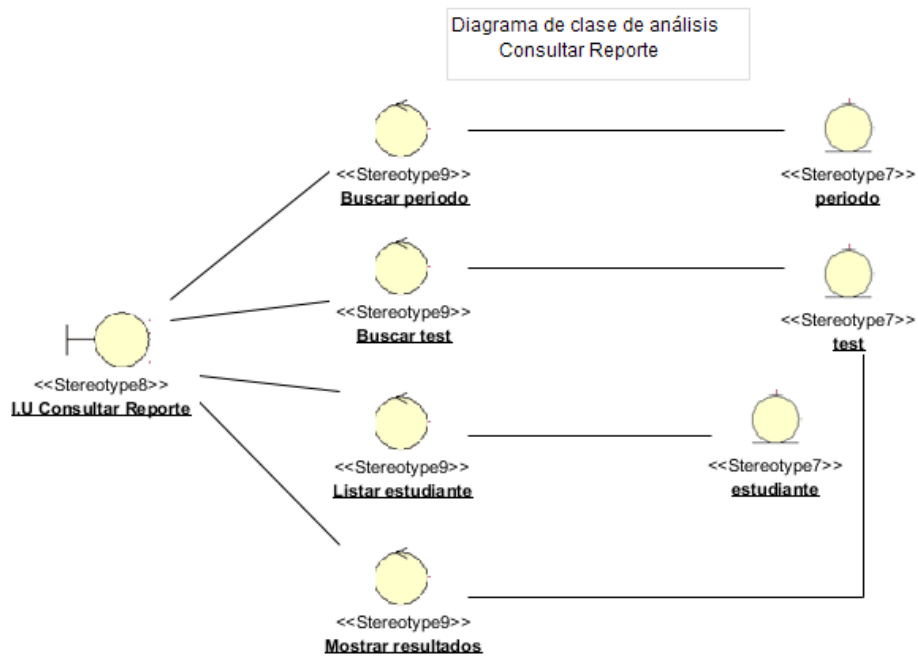 Diagrama de clase de análisis
Consultar Reporte
<<Stereotype9>>
Buscar periodo
<<Stereotype7>>
periodo
<<Stereotype9>>
Buscar test
<<Stereotype7>>
test
<<Stereotype8>>
I.U Consultar Reporte
<<Stereotype9>>
Listar estudiante
<<Stereotype7>>
estudiante
<<Stereotype9>>
Mostrar resultados